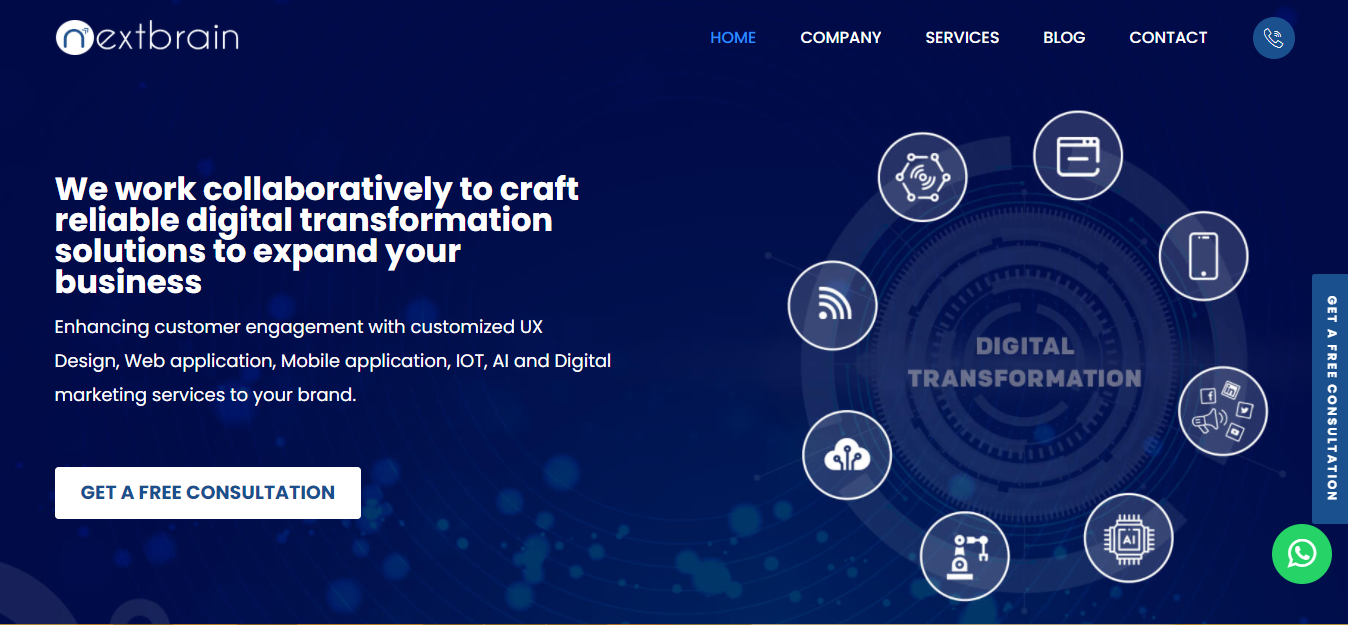 nextbrain
HOME COMPANY SERVICES BLOG CONTACT
We work collaboratively to craft
reliable digital transformation
solutions to expand your
business
Enhancing customer engagement with customized UX
Design, Web application, Mobile application, IOT, AI and Digital
marketing services to your brand.
GET A FREE CONSULTATION
DIGITAL
TRANSFORMATION
AI
GET A FREE CONSULTATION